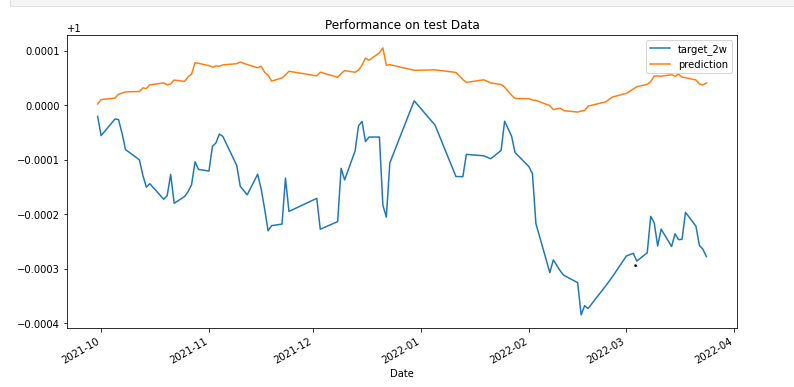 Performance on test Data
+1
target_2w
prediction
0.0001
0.0000
−0.0001
−0.0002
−0.0003
−0.0004
2021-10 2021-11 2021-12 2022-01 2022-02 2022-03 2022-04
Date